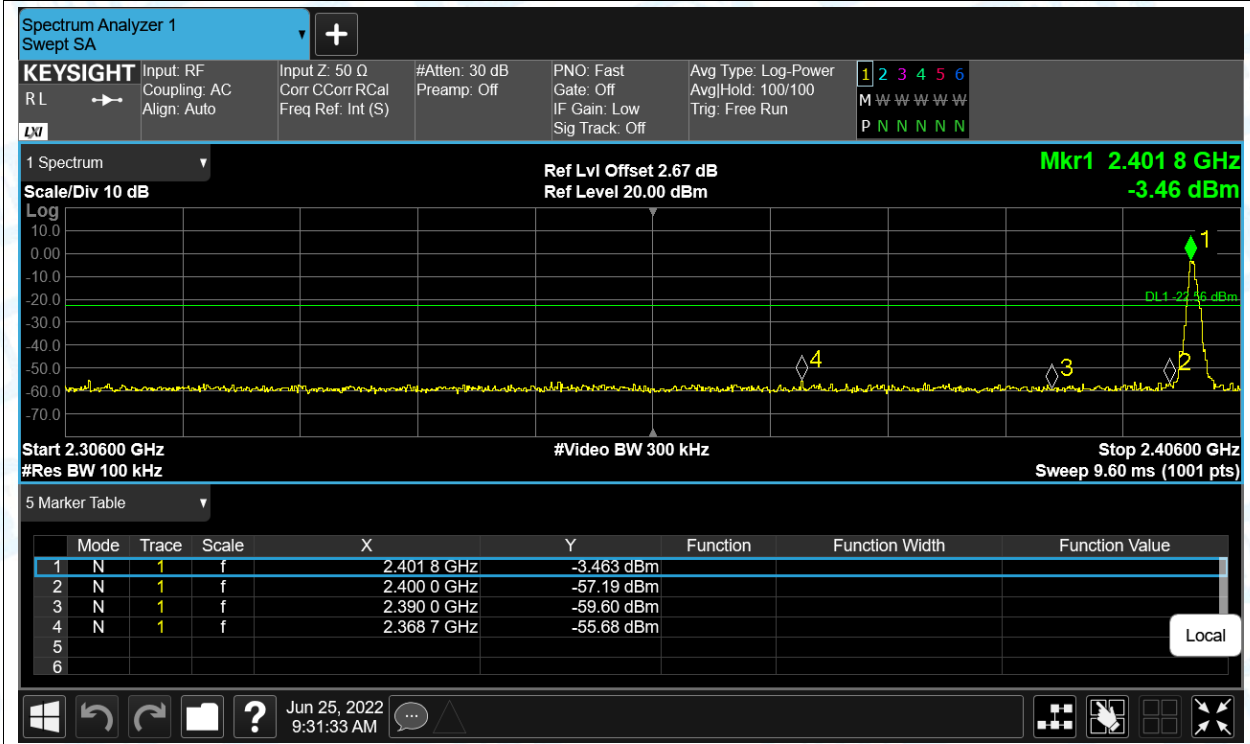 Spectrum Analyzer 1
Swept SA
+
KEYSIGHT
R L
LXI
Input: RF
Coupling: AC
Align: Auto
Input Z: 50 Ω
Corr CCorr RCal
Freq Ref: Int (S)
#Atten: 30 dB
Preamp: Off
PNO: Fast
Gate: Off
IF Gain: Low
Sig Track: Off
Avg Type: Log-Power
Avg|Hold: 100/100
Trig: Free Run
1 2 3 4 5 6
M W W W W W
P N N N N N
1 Spectrum
Scale/Div 10 dB
Ref Lvl Offset 2.67 dB
Ref Level 20.00 dBm
Mkr1 2.401 8 GHz
-3.46 dBm
Log
10.0
0.00
-10.0
-20.0
-30.0
-40.0
-50.0
-60.0
-70.0
1
DL1 -22.56 dBm
4
3
2
Start 2.30600 GHz
#Video BW 300 kHz
Stop 2.40600 GHz
#Res BW 100 kHz
Sweep 9.60 ms (1001 pts)
5 Marker Table
Mode Trace Scale X Y Function Function Width Function Value
1 N 1 f 2.401 8 GHz -3.463 dBm
2 N 1 f 2.400 0 GHz -57.19 dBm
3 N 1 f 2.390 0 GHz -59.60 dBm
4 N 1 f 2.368 7 GHz -55.68 dBm
5
6
Local
?
Jun 25, 2022
9:31:33 AM